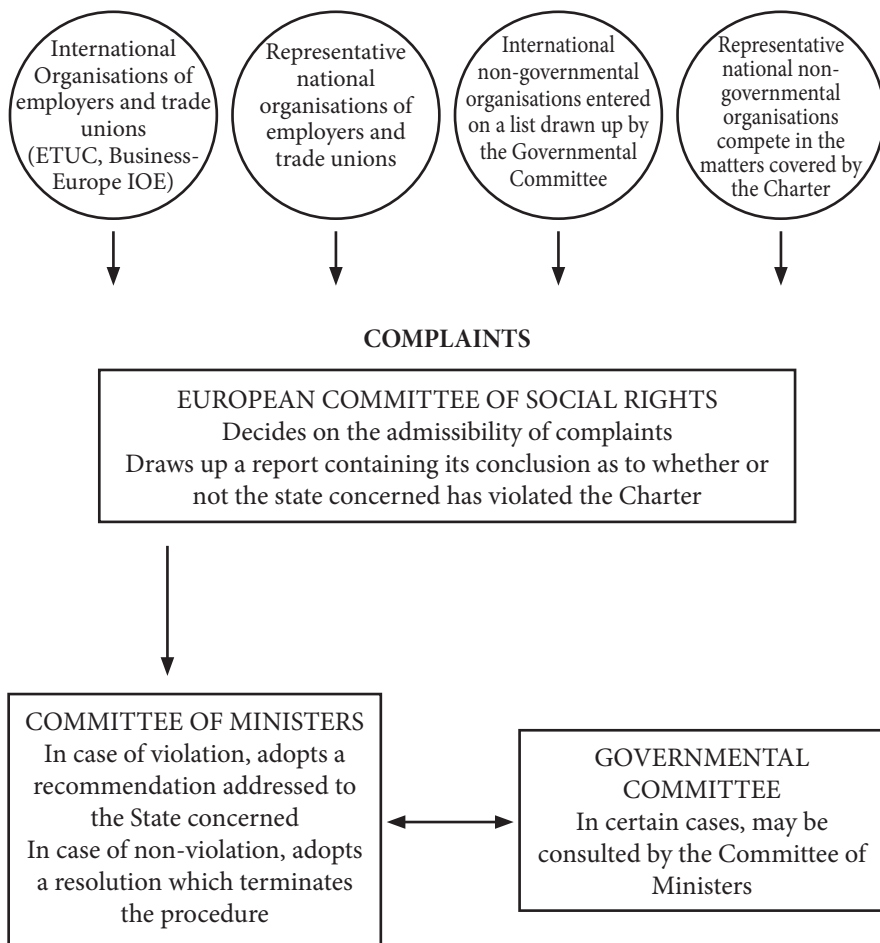 International
Organisations of
employers and trade
unions
(ETUC, Business-
Europe IOE)
Representative
national
organisations of
employers and
trade unions
International
non-governmental
organisations entered
on a list drawn up by
the Governmental
Committee
Representative
national non-
governmental
organisations
compete in the
matters covered by
the Charter
COMPLAINTS
EUROPEAN COMMITTEE OF SOCIAL RIGHTS
Decides on the admissibility of complaints
Draws up a report containing its conclusion as to whether or
not the state concerned has violated the Charter
COMMITTEE OF MINISTERS
In case of violation, adopts a
recommendation addressed to
the State concerned
In case of non-violation, adopts
a resolution which terminates
the procedure
GOVERNMENTAL
COMMITTEE
In certain cases, may be
consulted by the Committee of
Ministers